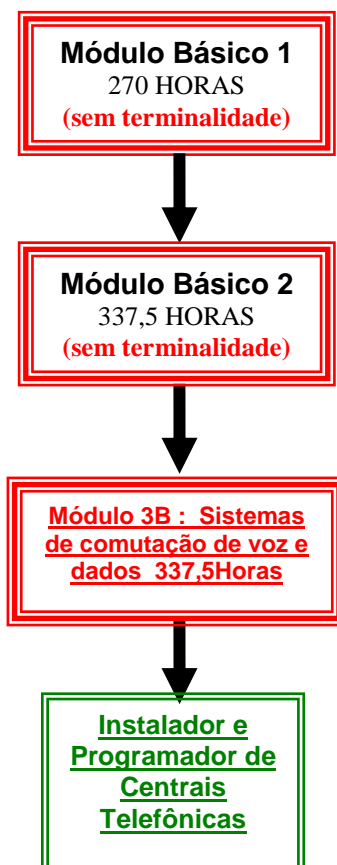 Módulo Básico 1
270 HORAS
(sem terminalidade)
Módulo Básico 2
337,5 HORAS
(sem terminalidade)
Módulo 3B :  Sistemas
de comutação de voz e
dados  337,5Horas
Instalador e
Programador de
Centrais
Telefônicas